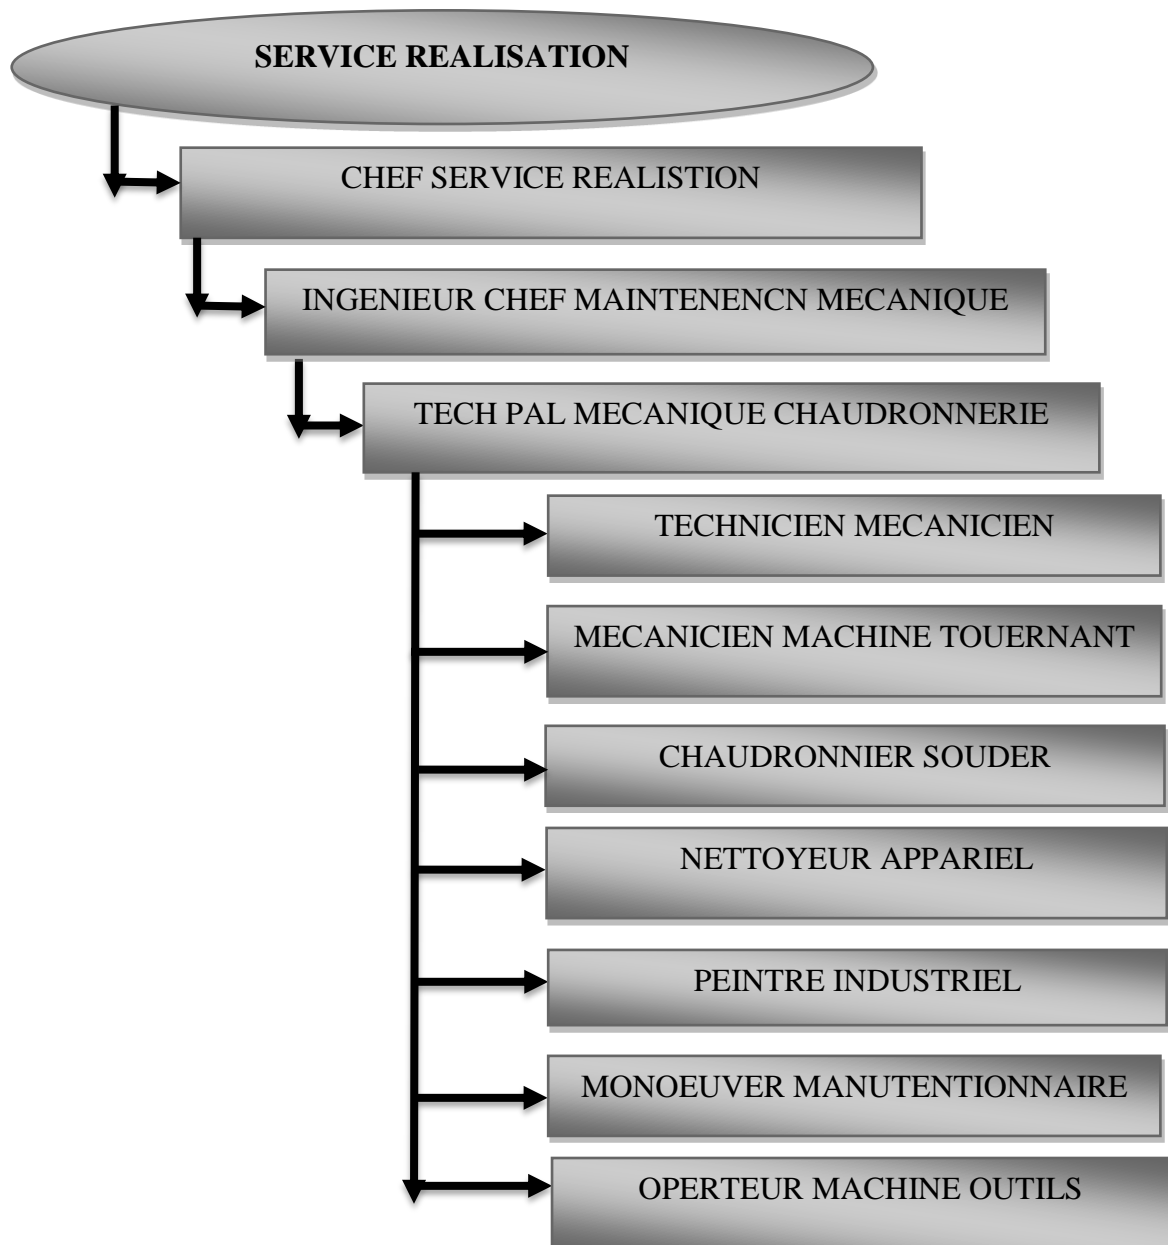 SERVICE REALISATION
CHEF SERVICE REALISTION
INGENIEUR CHEF MAINTENENCN MECANIQUE
TECH PAL MECANIQUE CHAUDRONNERIE
TECHNICIEN MECANICIEN
MECANICIEN MACHINE TOUERNANT
CHAUDRONNIER SOUDER
NETTOYEUR APPARIEL
PEINTRE INDUSTRIEL
MONOEUVER MANUTENTIONNAIRE
OPERTEUR MACHINE OUTILS